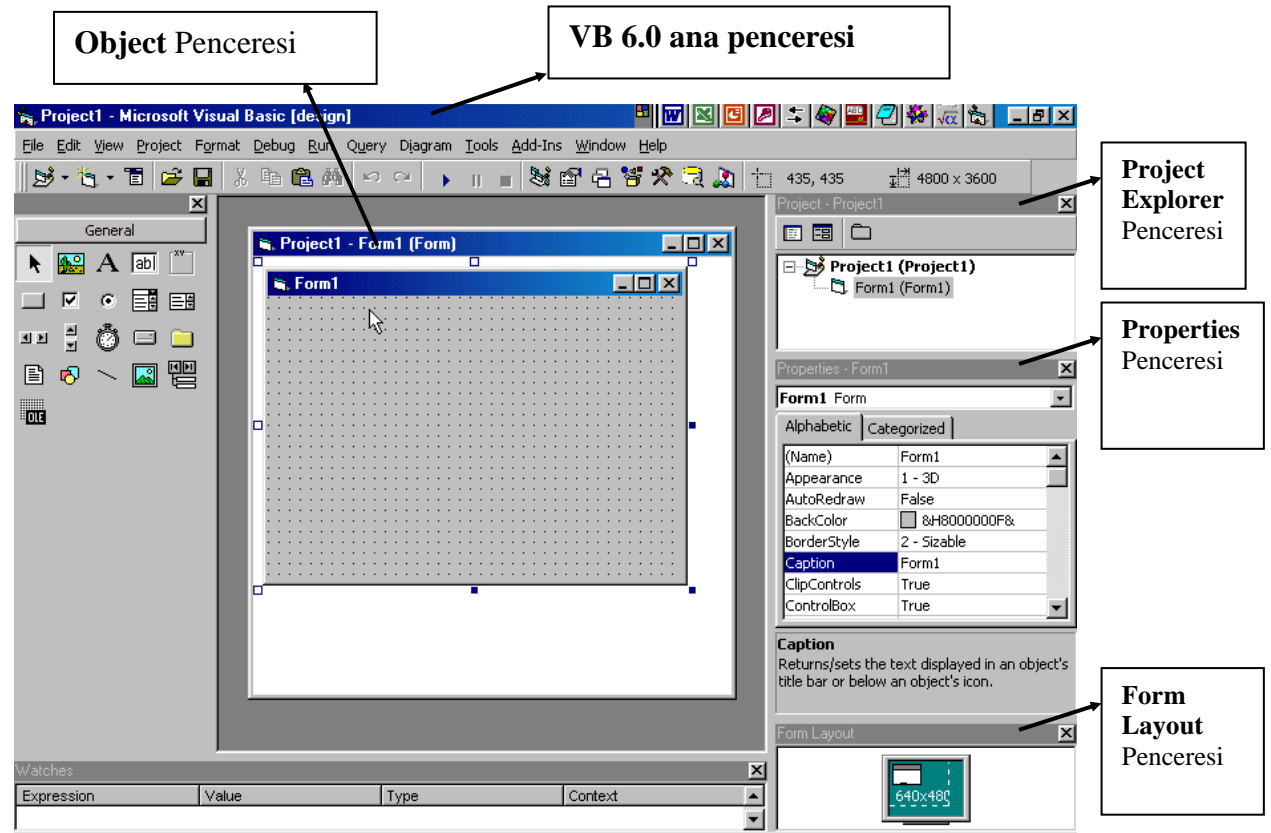 Object Penceresi
VB 6.0 ana penceresi
Project1 - Microsoft Visual Basic [design]
File Edit View Project Format Debug Run Query Diagram Tools Add-Ins Window Help
435, 435 4800 x 3600
Project Explorer Penceresi
General
A abl xv
OLE
Project1 - Form1 (Form)
Form1
Project - Project1
Project1 (Project1)
Form1 (Form1)
Properties
Penceresi
Properties - Form1
Form1 Form
Alphabetic Categorized
(Name) Form1
Appearance 1 - 3D
AutoRedraw False
BackColor &H8000000F&
BorderStyle 2 - Sizable
Caption Form1
ClipControls True
ControlBox True
Caption
Returns/sets the text displayed in an object's
title bar or below an object's icon.
Form
Layout
Penceresi
Form Layout
640x480
Watches
Expression Value Type Context